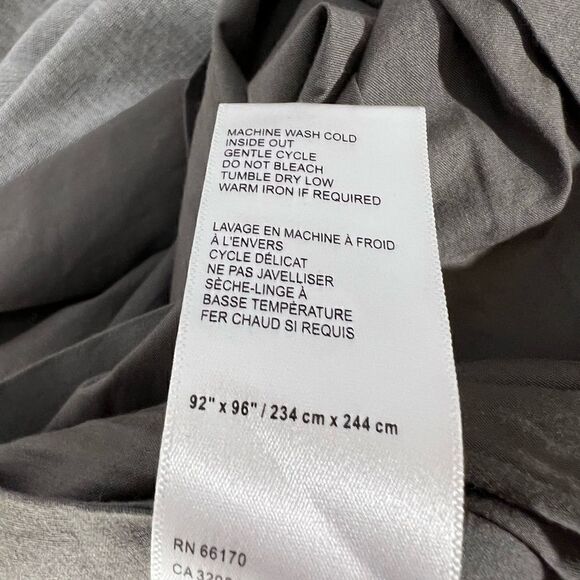 MACHINE WASH COLD
INSIDE OUT
GENTLE CYCLE
DO NOT BLEACH
TUMBLE DRY LOW
WARM IRON IF REQUIRED
LAVAGE EN MACHINE À FROID
À L'ENVERS
CYCLE DÉLICAT
NE PAS JAVELLISER
SÈCHE-LINGE À
BASSE TEMPÉRATURE
FER CHAUD SI REQUIS
92" x 96" / 234 cm x 244 cm
RN 66170
CA